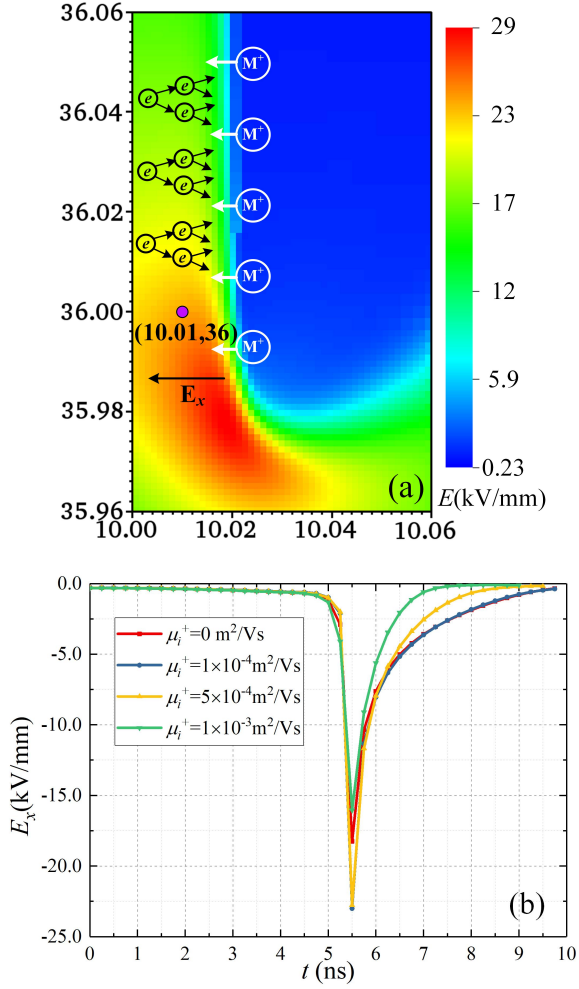 36.06
36.04
36.02
36.00
35.98
35.96
10.00
10.02
10.04
10.06
M⁺
M⁺
M⁺
M⁺
M⁺
e e e
e e e
e e e
(10.01,36)
Eₓ
(a)
29
23
17
12
5.9
0.23
E(kV/mm)
0.0
-5.0
-10.0
-15.0
-20.0
-25.0
Eₓ(kV/mm)
μᵢ⁺=0 m²/Vs
μᵢ⁺=1×10⁻⁴m²/Vs
μᵢ⁺=5×10⁻⁴m²/Vs
μᵢ⁺=1×10⁻³m²/Vs
(b)
0 1 2 3 4 5 6 7 8 9 10
t (ns)